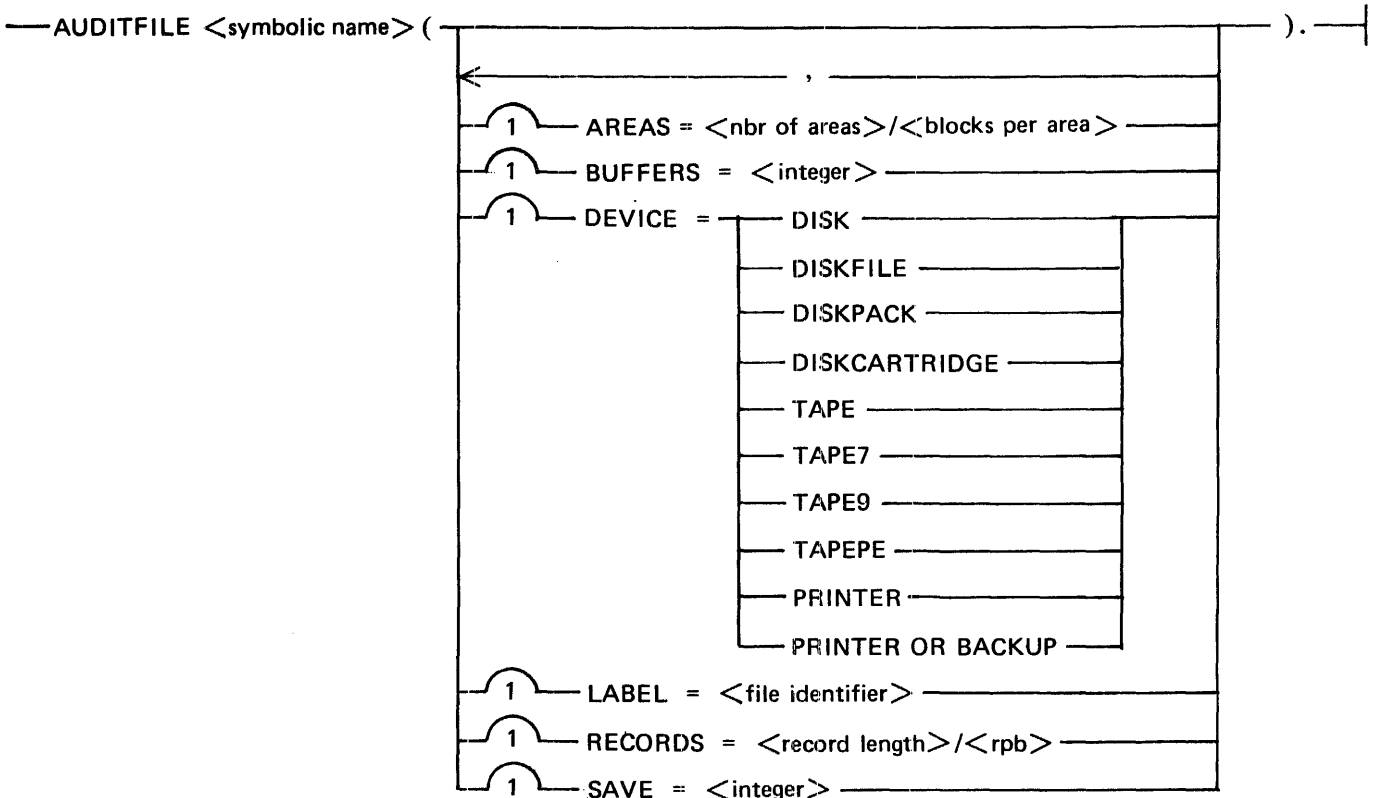 AUDITFILE <symbolic name> ( ).
,
1 AREAS = <nbr of areas>/<blocks per area>
1 BUFFERS = <integer>
1 DEVICE = DISK
DISKFILE
DISKPACK
DISKCARTRIDGE
TAPE
TAPE7
TAPE9
TAPEPE
PRINTER
PRINTER OR BACKUP
1 LABEL = <file identifier>
1 RECORDS = <record length>/<rpb>
1 SAVE = <integer>